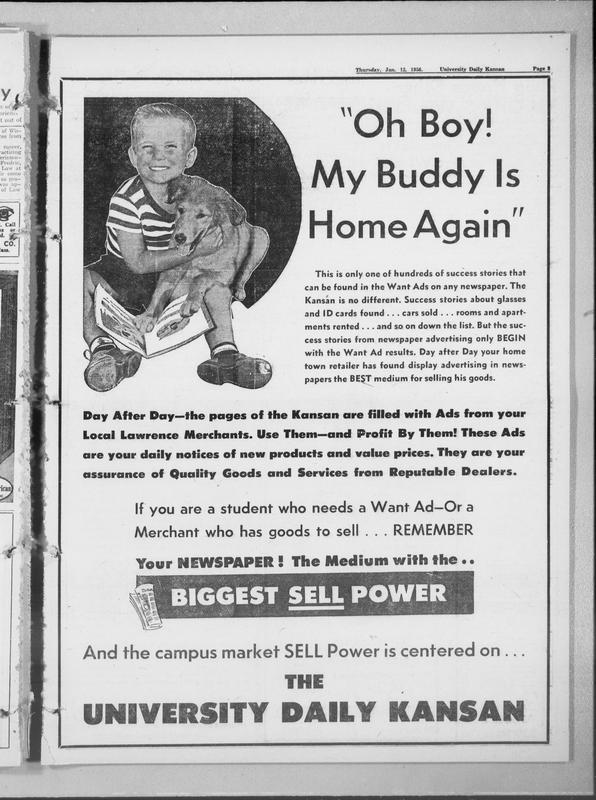 Thursday, Jan. 12, 1956. University Daily Kansan Page 3
"Oh Boy!
My Buddy Is
Home Again"
This is only one of hundreds of success stories that
can be found in the Want Ads on any newspaper. The
Kansan is no different. Success stories about glasses
and ID cards found . . . cars sold . . . rooms and apart-
ments rented . . . and so on down the list. But the suc-
cess stories from newspaper advertising only BEGIN
with the Want Ad results. Day after Day your home
town retailer has found display advertising in news-
papers the BEST medium for selling his goods.
Day After Day—the pages of the Kansan are filled with Ads from your
Local Lawrence Merchants. Use Them—and Profit By Them! These Ads
are your daily notices of new products and value prices. They are your
assurance of Quality Goods and Services from Reputable Dealers.
If you are a student who needs a Want Ad—Or a
Merchant who has goods to sell . . . REMEMBER
Your NEWSPAPER! The Medium with the . .
BIGGEST SELL POWER
And the campus market SELL Power is centered on . . .
THE
UNIVERSITY DAILY KANSAN